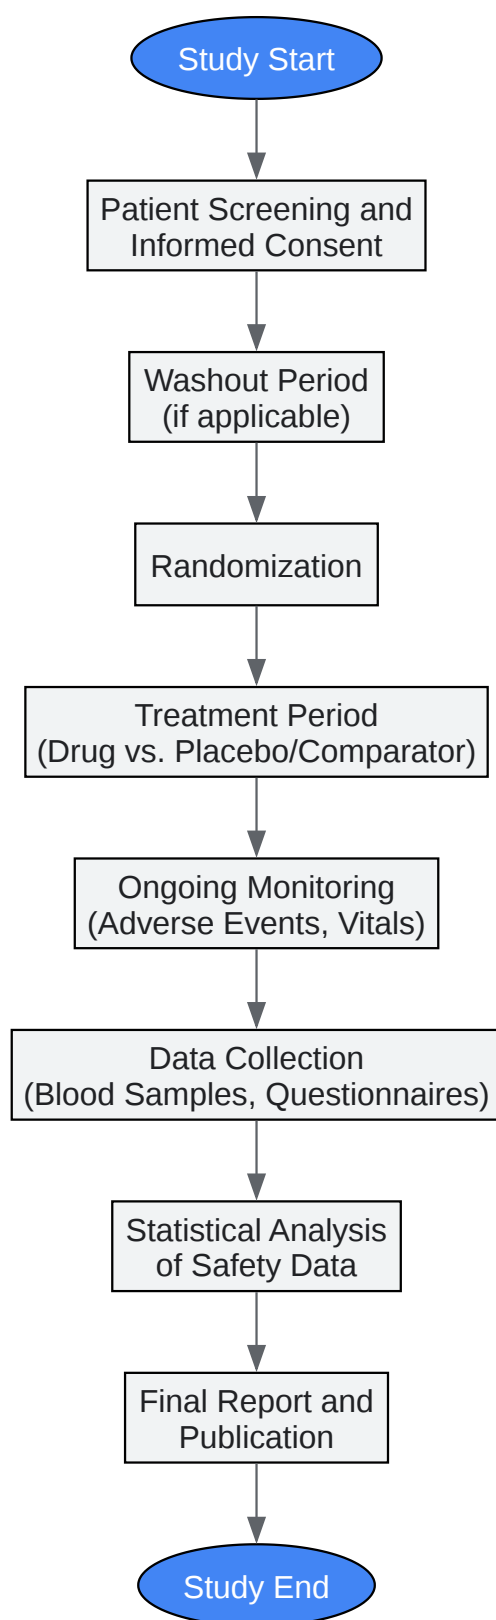 Study Start
Patient Screening and
Informed Consent
Washout Period
(if applicable)
Randomization
Treatment Period
(Drug vs. Placebo/Comparator)
Ongoing Monitoring
(Adverse Events, Vitals)
Data Collection
(Blood Samples, Questionnaires)
Statistical Analysis
of Safety Data
Final Report and
Publication
Study End